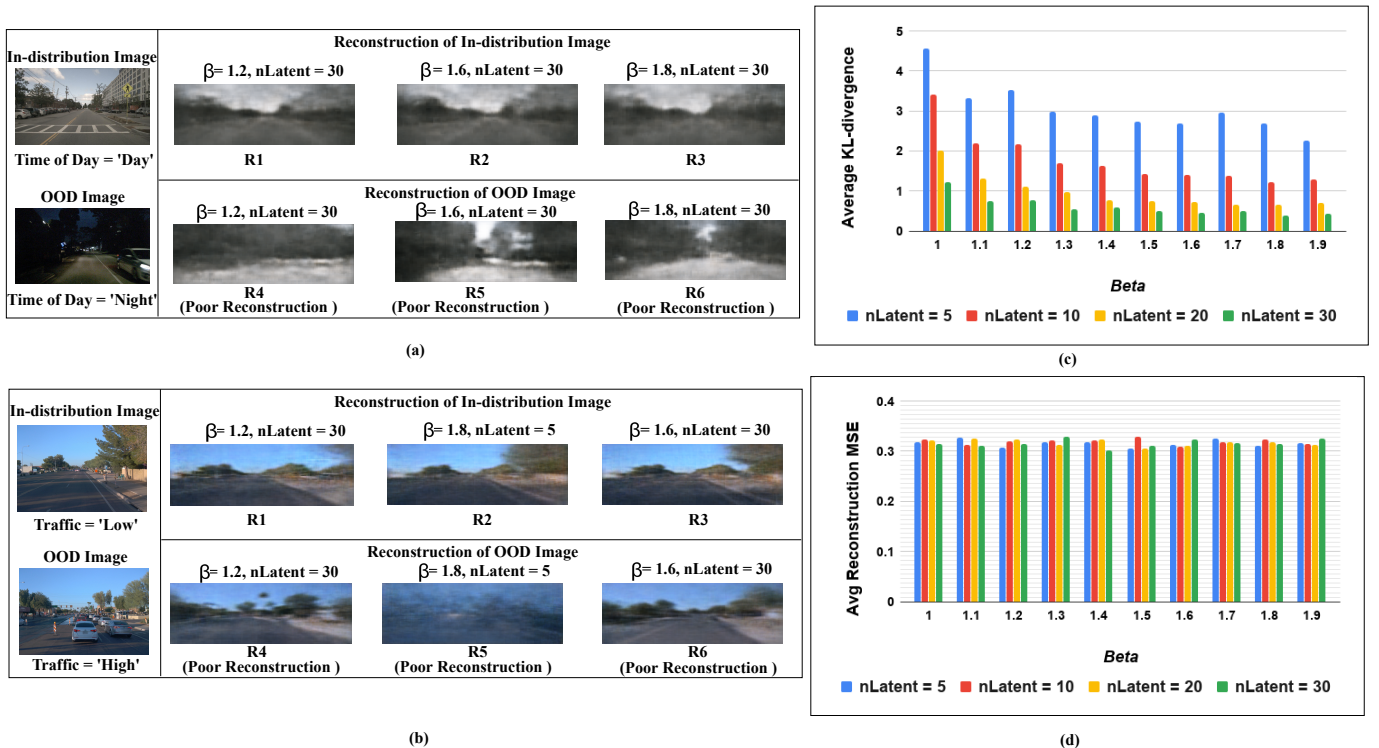 In-distribution Image
Time of Day = 'Day'
OOD Image
Time of Day = 'Night'
Reconstruction of In-distribution Image
β= 1.2, nLatent = 30
β= 1.6, nLatent = 30
β= 1.8, nLatent = 30
R1
R2
R3
Reconstruction of OOD Image
β= 1.2, nLatent = 30
β= 1.6, nLatent = 30
β= 1.8, nLatent = 30
R4
(Poor Reconstruction )
R5
(Poor Reconstruction )
R6
(Poor Reconstruction )
(a)
In-distribution Image
Traffic = 'Low'
OOD Image
Traffic = 'High'
Reconstruction of In-distribution Image
β= 1.2, nLatent = 30
β= 1.8, nLatent = 5
β= 1.6, nLatent = 30
R1
R2
R3
Reconstruction of OOD Image
β= 1.2, nLatent = 30
β= 1.8, nLatent = 5
β= 1.6, nLatent = 30
R4
(Poor Reconstruction )
R5
(Poor Reconstruction )
R6
(Poor Reconstruction )
(b)
Average KL-divergence
5
4
3
2
1
0
1 1.1 1.2 1.3 1.4 1.5 1.6 1.7 1.8 1.9
Beta
nLatent = 5 nLatent = 10 nLatent = 20 nLatent = 30
(c)
Avg Reconstruction MSE
0.4
0.3
0.2
0.1
0
1 1.1 1.2 1.3 1.4 1.5 1.6 1.7 1.8 1.9
Beta
nLatent = 5 nLatent = 10 nLatent = 20 nLatent = 30
(d)